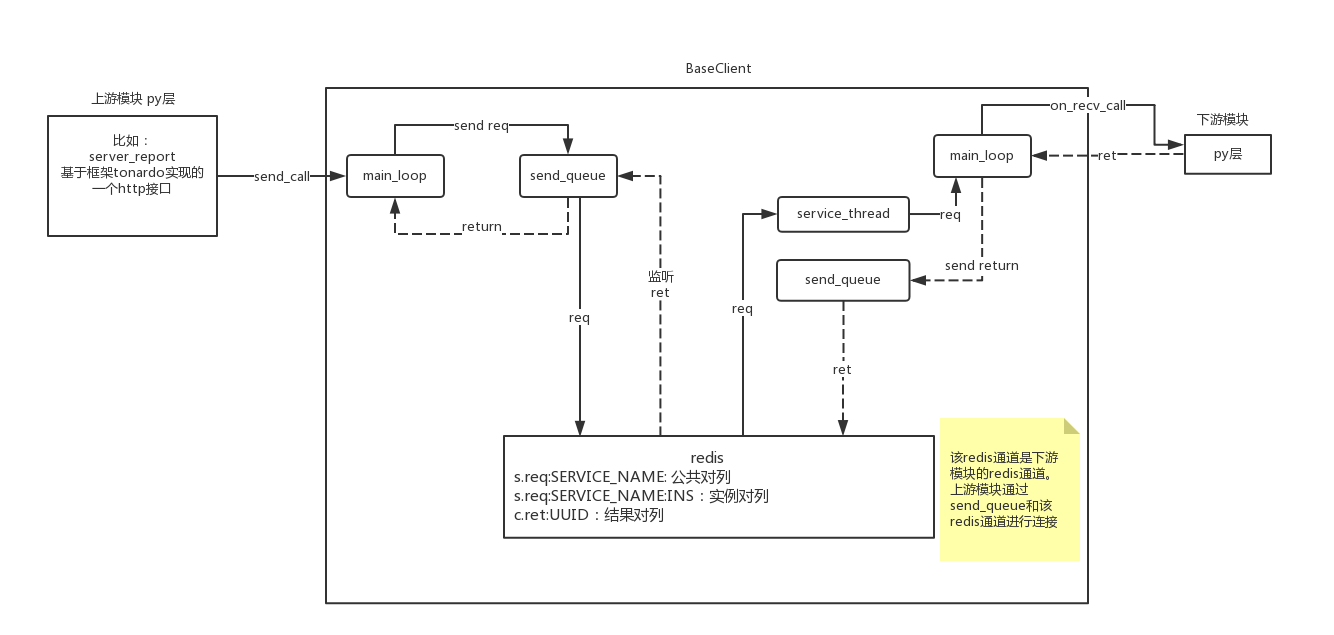 BaseClient
上游模块 py层
比如：
server_report
基于框架tonardo实现的
一个http接口
send_call
main_loop
send req
send_queue
return
req
监听
ret
req
service_thread
req
send_queue
send return
ret
main_loop
on_recv_call
ret
下游模块
py层
redis
s.req:SERVICE_NAME: 公共对列
s.req:SERVICE_NAME:INS：实例对列
c.ret:UUID：结果对列
该redis通道是下游
模块的redis通道。
上游模块通过
send_queue和该
redis通道进行连接